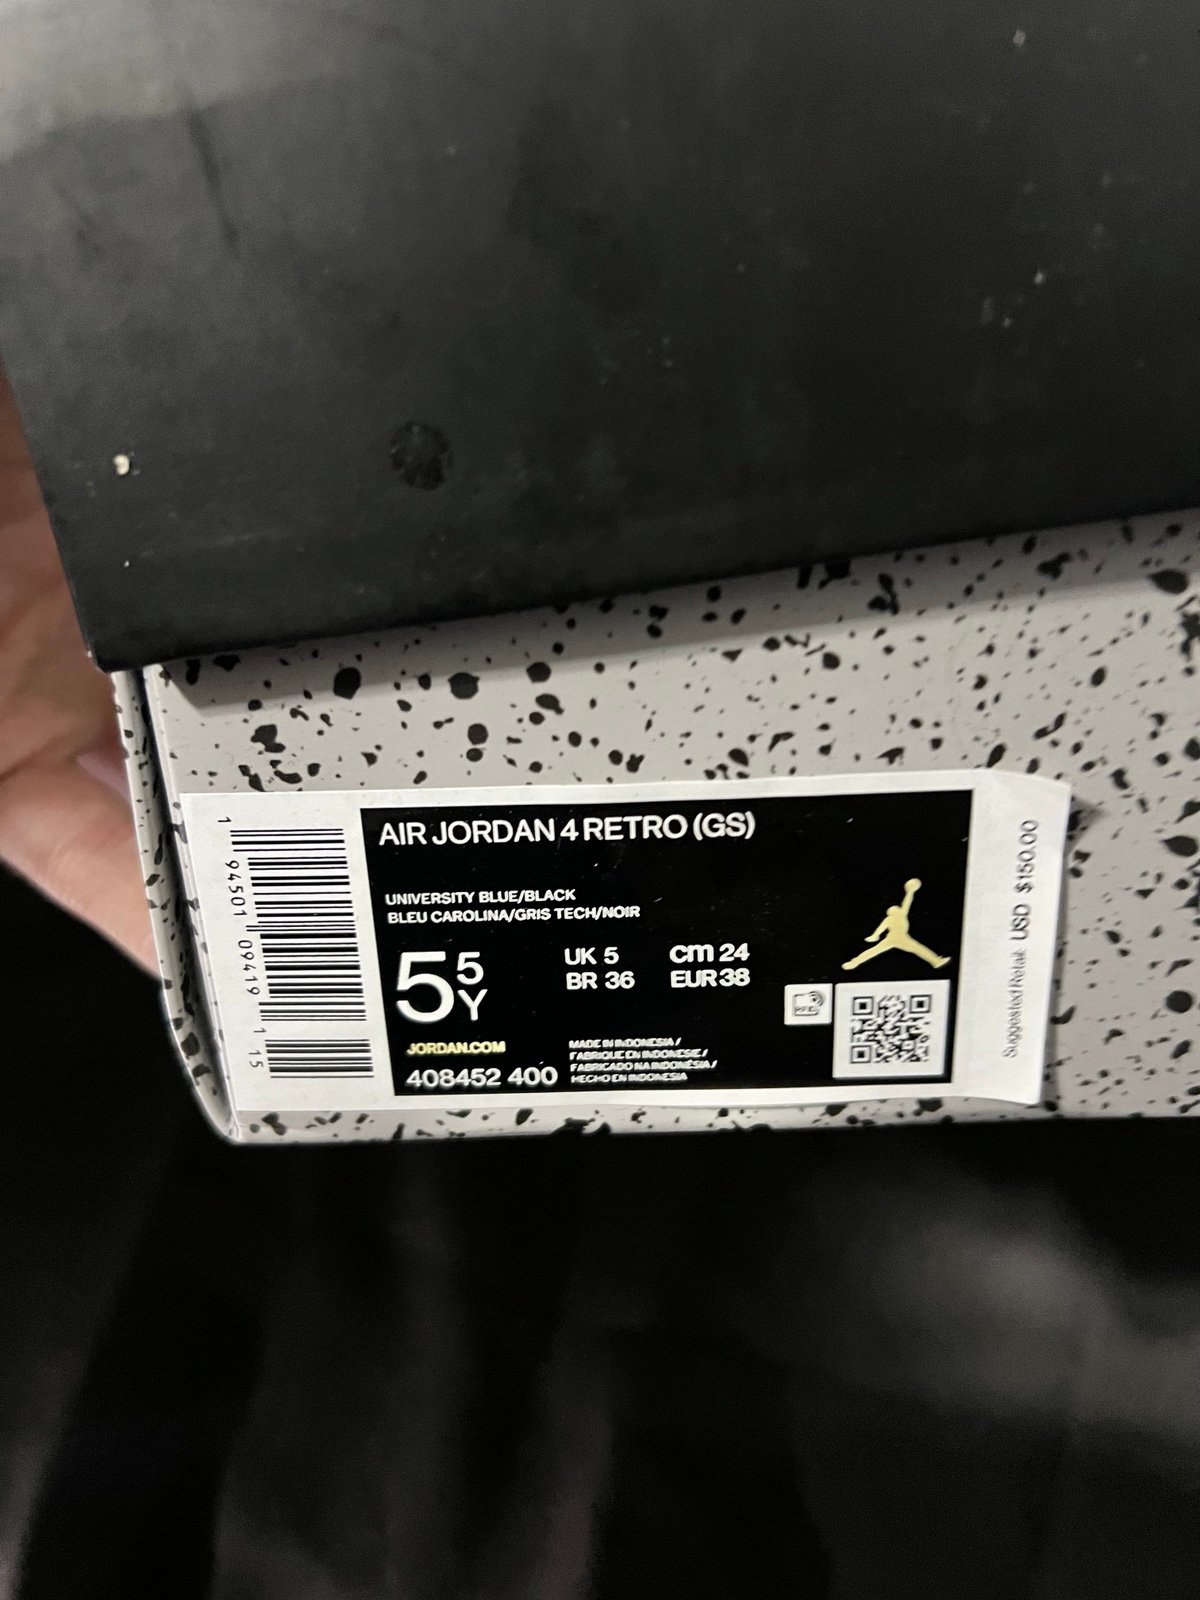 AIR JORDAN 4 RETRO (GS)
UNIVERSITY BLUE/BLACK
BLEU CAROLINA/GRIS TECH/NOIR
5 5 Y
UK 5
BR 36
cm 24
EUR 38
JORDAN.COM
408452 400
MADE IN INDONESIA /
FABRIQUE EN INDONESIE /
FABRICADO NA INDONÉSIA /
HECHO EN INDONESIA
1 94501 09419 1 15
Suggested Retail: USD $150.00